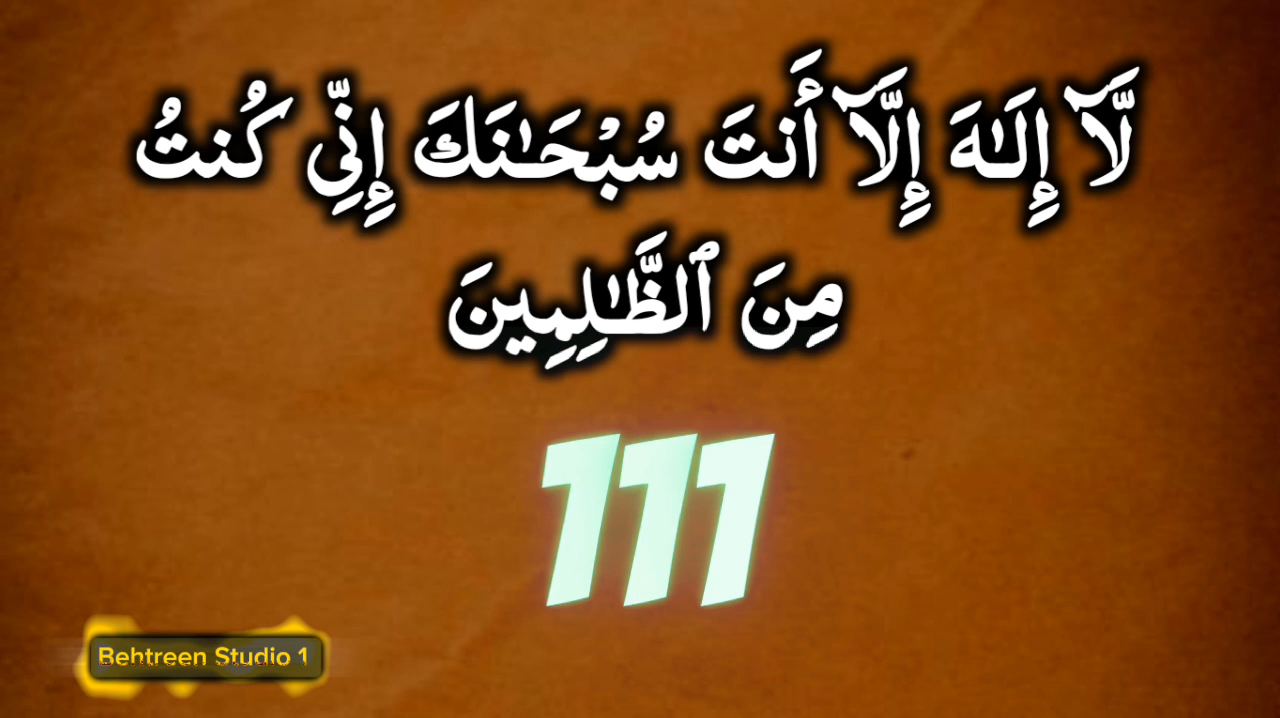 لَّآ إِلَـٰهَ إِلَّآ أَنتَ سُبْحَـٰنَكَ إِنِّى كُنتُ
مِنَ ٱلظَّـٰلِمِينَ
111
Behtreen Studio 1